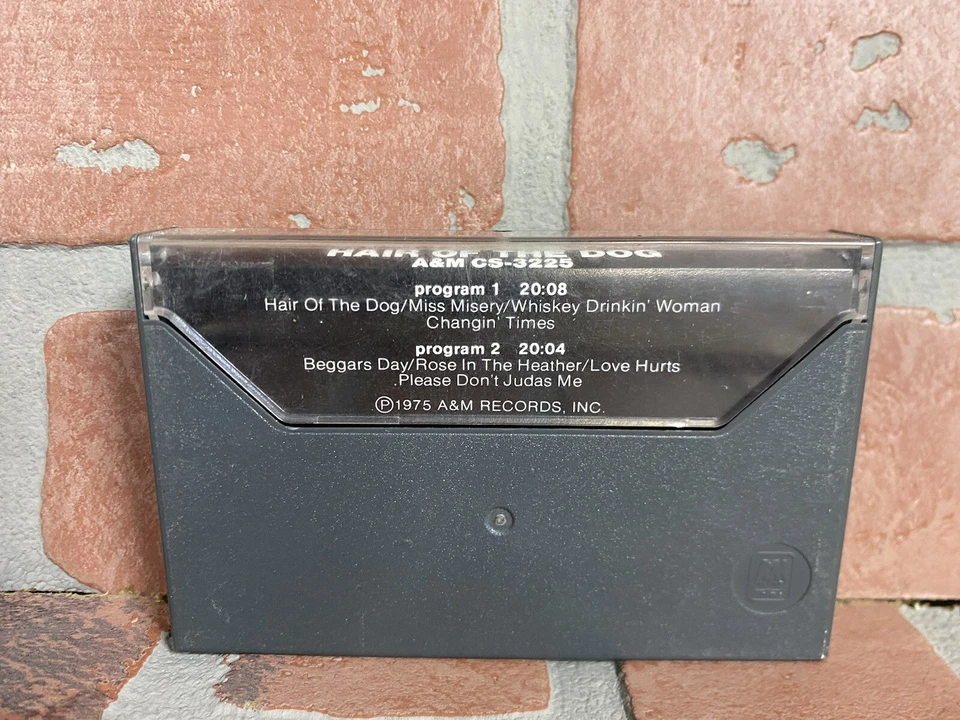 HAIR OF THE DOG
A&M CS-3225
program 1 20:08
Hair Of The Dog/Miss Misery/Whiskey Drinkin' Woman
Changin' Times
program 2 20:04
Beggars Day/Rose In The Heather/Love Hurts
.Please Don't Judas Me
Ⓟ1975 A&M RECORDS, INC.